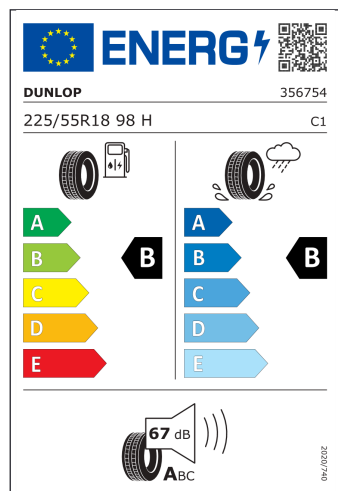 ENERG
DUNLOP 356754
225/55R18 98 H C1
A A
B B B B
C C
D D
E E
67 dB
ABC
2020/740